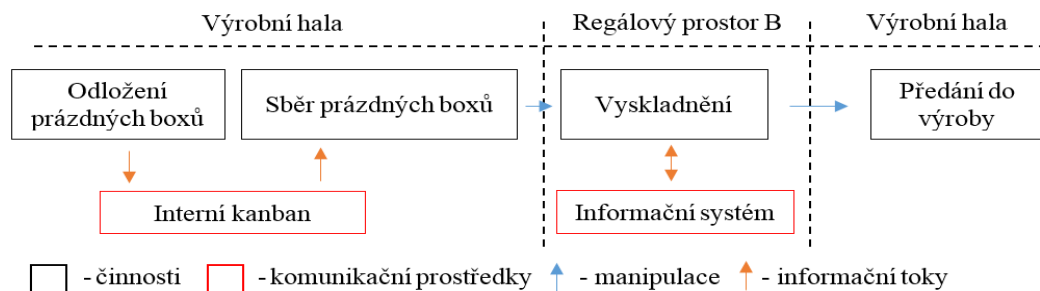 Výrobní hala
Regálový prostor B
Výrobní hala
Odložení
prázdných boxů
Sběr prázdných boxů
Vyskladnění
Předání do
výroby
Interní kanban
Informační systém
- činnosti
- komunikační prostředky
- manipulace
- informační toky